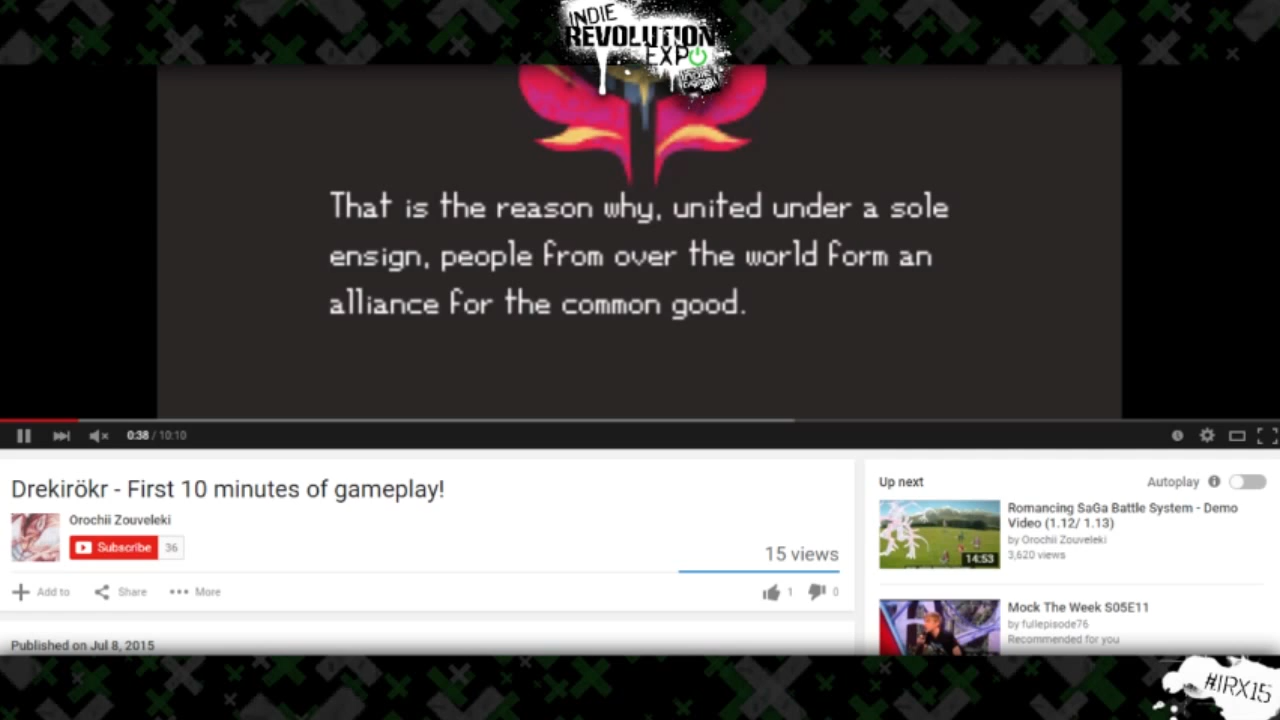 INDIE
REVOLUTION
EXPO
That is the reason why, united under a sole
ensign, people from over the world form an
alliance for the common good.
0:38 / 10:10
Drekirökr - First 10 minutes of gameplay!
Orochii Zouveleki
Subscribe 36
15 views
Add to Share More 1 0
Published on Jul 8, 2015
Up next Autoplay
Romancing SaGa Battle System - Demo
Video (1.12/ 1.13)
by Orochii Zouveleki
3,620 views
14:53
Mock The Week S05E11
by fullepisode76
Recommended for you
#IRX15